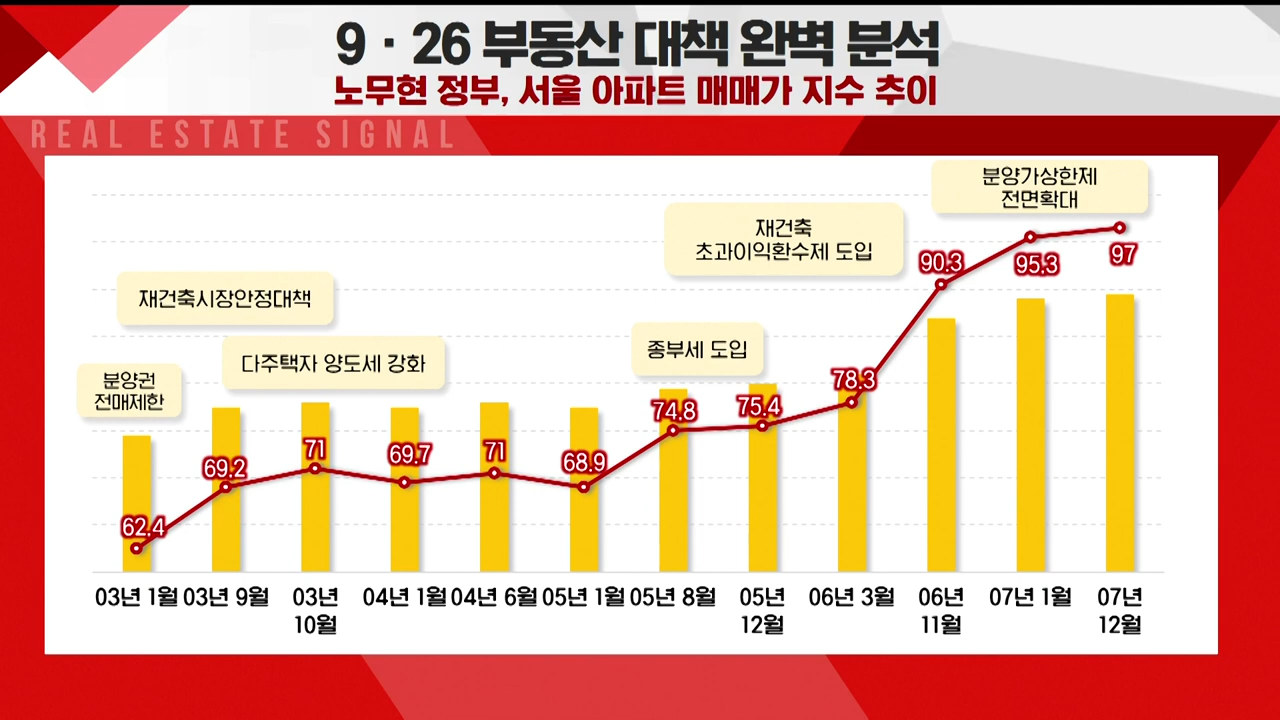 9 · 26 부동산 대책 완벽 분석
노무현 정부, 서울 아파트 매매가 지수 추이
REAL ESTATE SIGNAL
분양가상한제
전면확대
재건축
초과이익환수제 도입
재건축시장안정대책
종부세 도입
다주택자 양도세 강화
분양권
전매제한
62.4
69.2
71
69.7
71
68.9
74.8
75.4
78.3
90.3
95.3
97
03년 1월
03년 9월
03년
10월
04년 1월
04년 6월
05년 1월
05년 8월
05년
12월
06년 3월
06년
11월
07년 1월
07년
12월